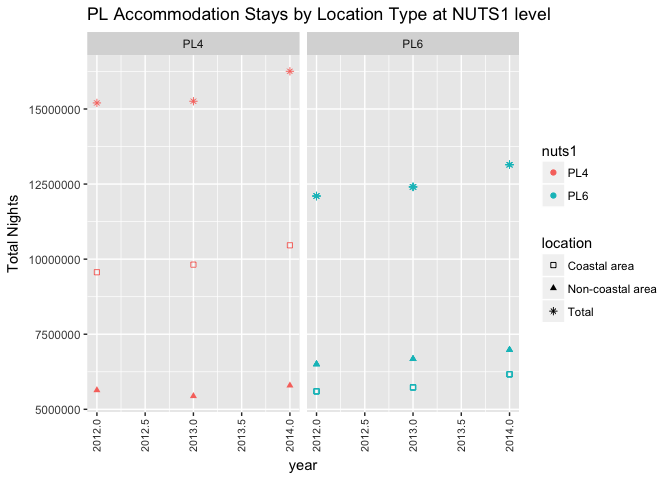 PL Accommodation Stays by Location Type at NUTS1 level
PL4
PL6
15000000
12500000
10000000
7500000
5000000
Total Nights
2012.0
2012.5
2013.0
2013.5
2014.0
2012.0
2012.5
2013.0
2013.5
2014.0
year
nuts1
PL4
PL6
location
Coastal area
Non-coastal area
Total